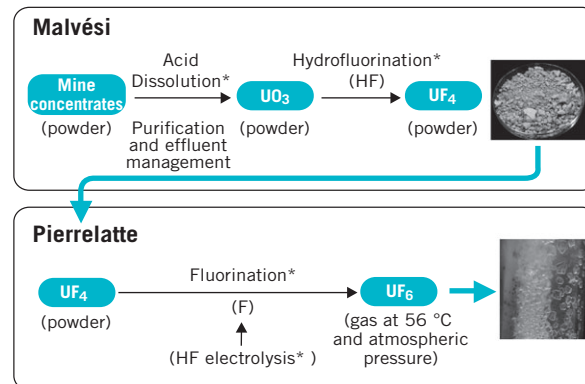 Malvési
Mine
concentrates
(powder)
Acid
Dissolution*
Purification
and effluent
management
UO₃
(powder)
Hydrofluorination*
(HF)
UF₄
(powder)
Pierrelatte
UF₄
(powder)
Fluorination*
(F)
(HF electrolysis* )
UF₆
(gas at 56 °C
and atmospheric
pressure)